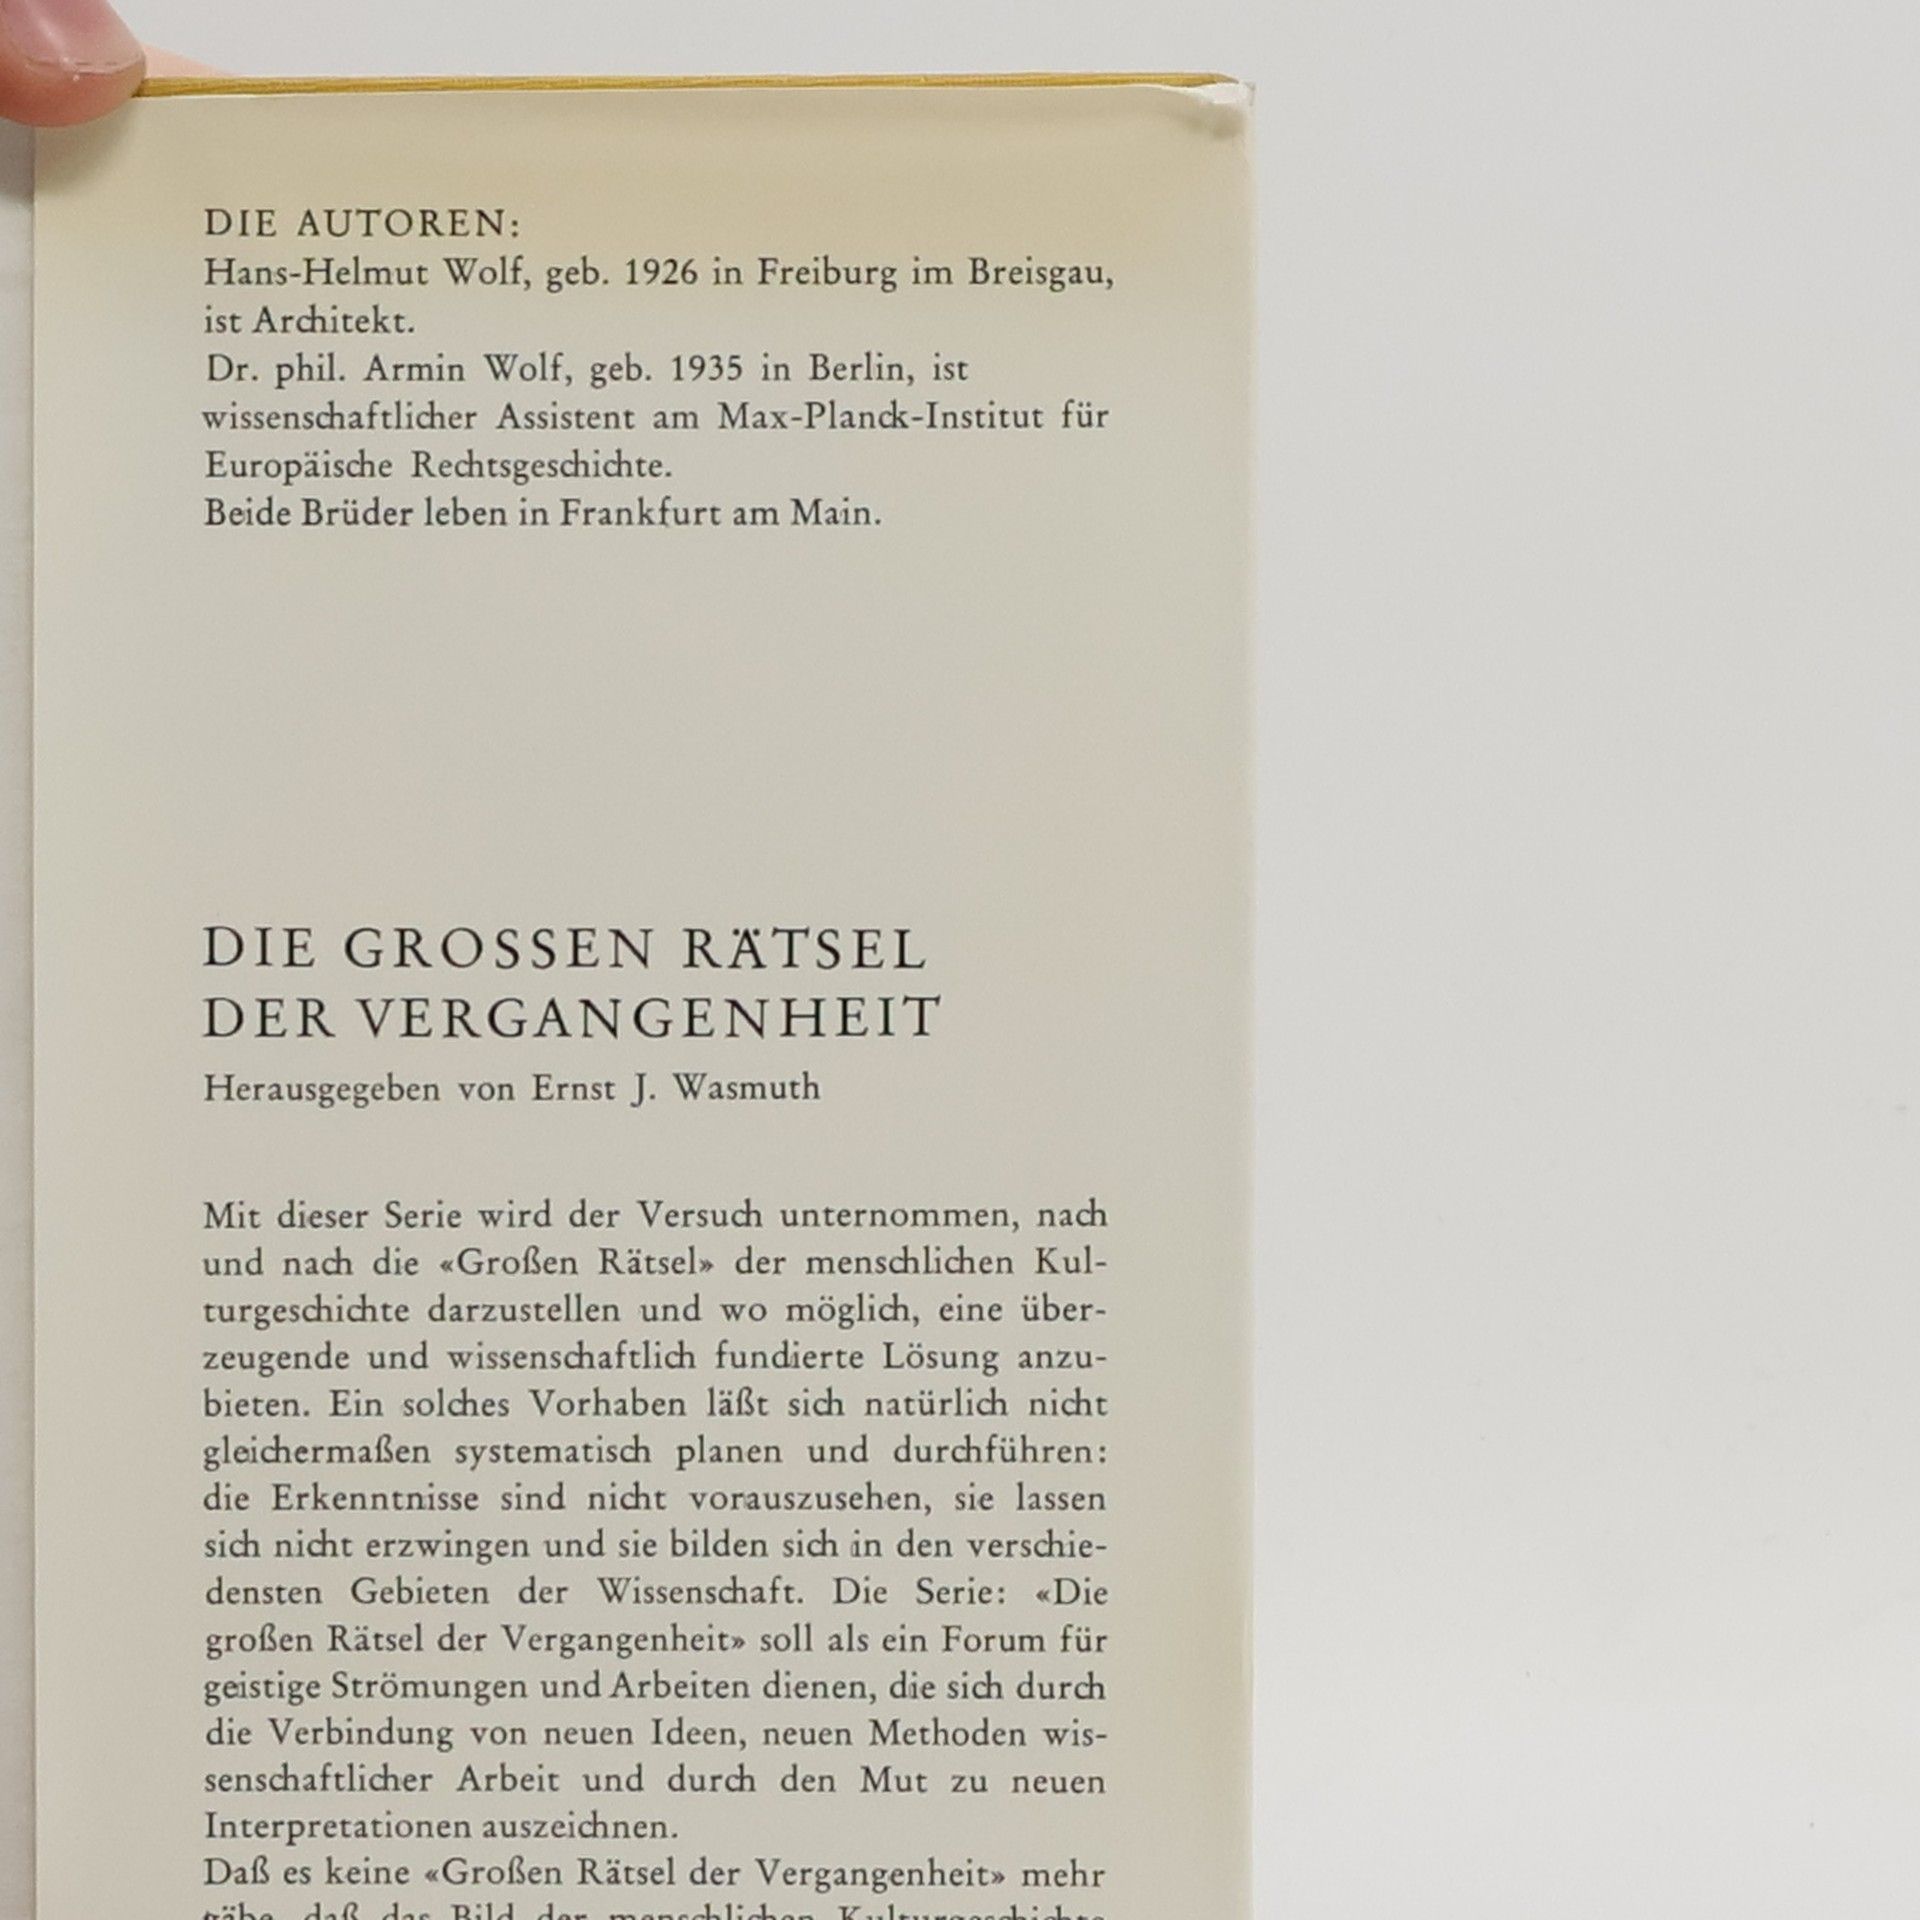 DIE AUTOREN:
Hans-Helmut Wolf, geb. 1926 in Freiburg im Breisgau,
ist Architekt.
Dr. phil. Armin Wolf, geb. 1935 in Berlin, ist
wissenschaftlicher Assistent am Max-Planck-Institut für
Europäische Rechtsgeschichte.
Beide Brüder leben in Frankfurt am Main.
DIE GROSSEN RÄTSEL
DER VERGANGENHEIT
Herausgegeben von Ernst J. Wasmuth
Mit dieser Serie wird der Versuch unternommen, nach
und nach die «Großen Rätsel» der menschlichen Kul-
turgeschichte darzustellen und wo möglich, eine über-
zeugende und wissenschaftlich fundierte Lösung anzu-
bieten. Ein solches Vorhaben läßt sich natürlich nicht
gleichermaßen systematisch planen und durchführen:
die Erkenntnisse sind nicht vorauszusehen, sie lassen
sich nicht erzwingen und sie bilden sich in den verschie-
densten Gebieten der Wissenschaft. Die Serie: «Die
großen Rätsel der Vergangenheit» soll als ein Forum für
geistige Strömungen und Arbeiten dienen, die sich durch
die Verbindung von neuen Ideen, neuen Methoden wis-
senschaftlicher Arbeit und durch den Mut zu neuen
Interpretationen auszeichnen.
Daß es keine «Großen Rätsel der Vergangenheit» mehr
gäbe, daß das Bild der menschlichen Kulturgeschichte